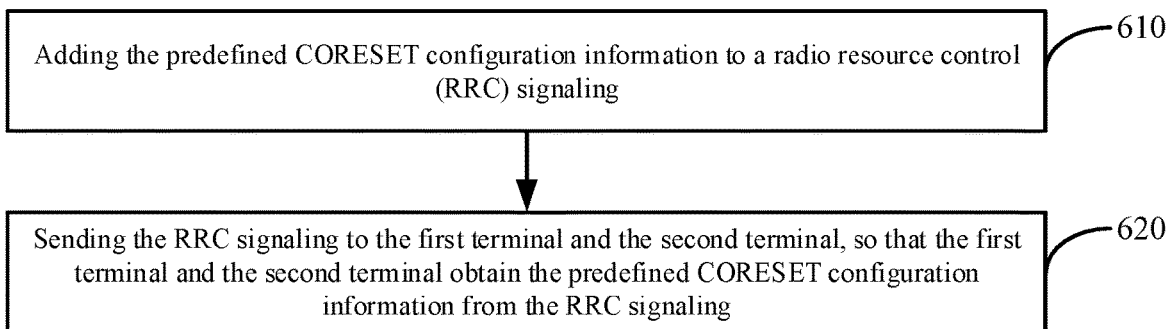 Adding the predefined CORESET configuration information to a radio resource control
(RRC) signaling
610
Sending the RRC signaling to the first terminal and the second terminal, so that the first
terminal and the second terminal obtain the predefined CORESET configuration
information from the RRC signaling
620